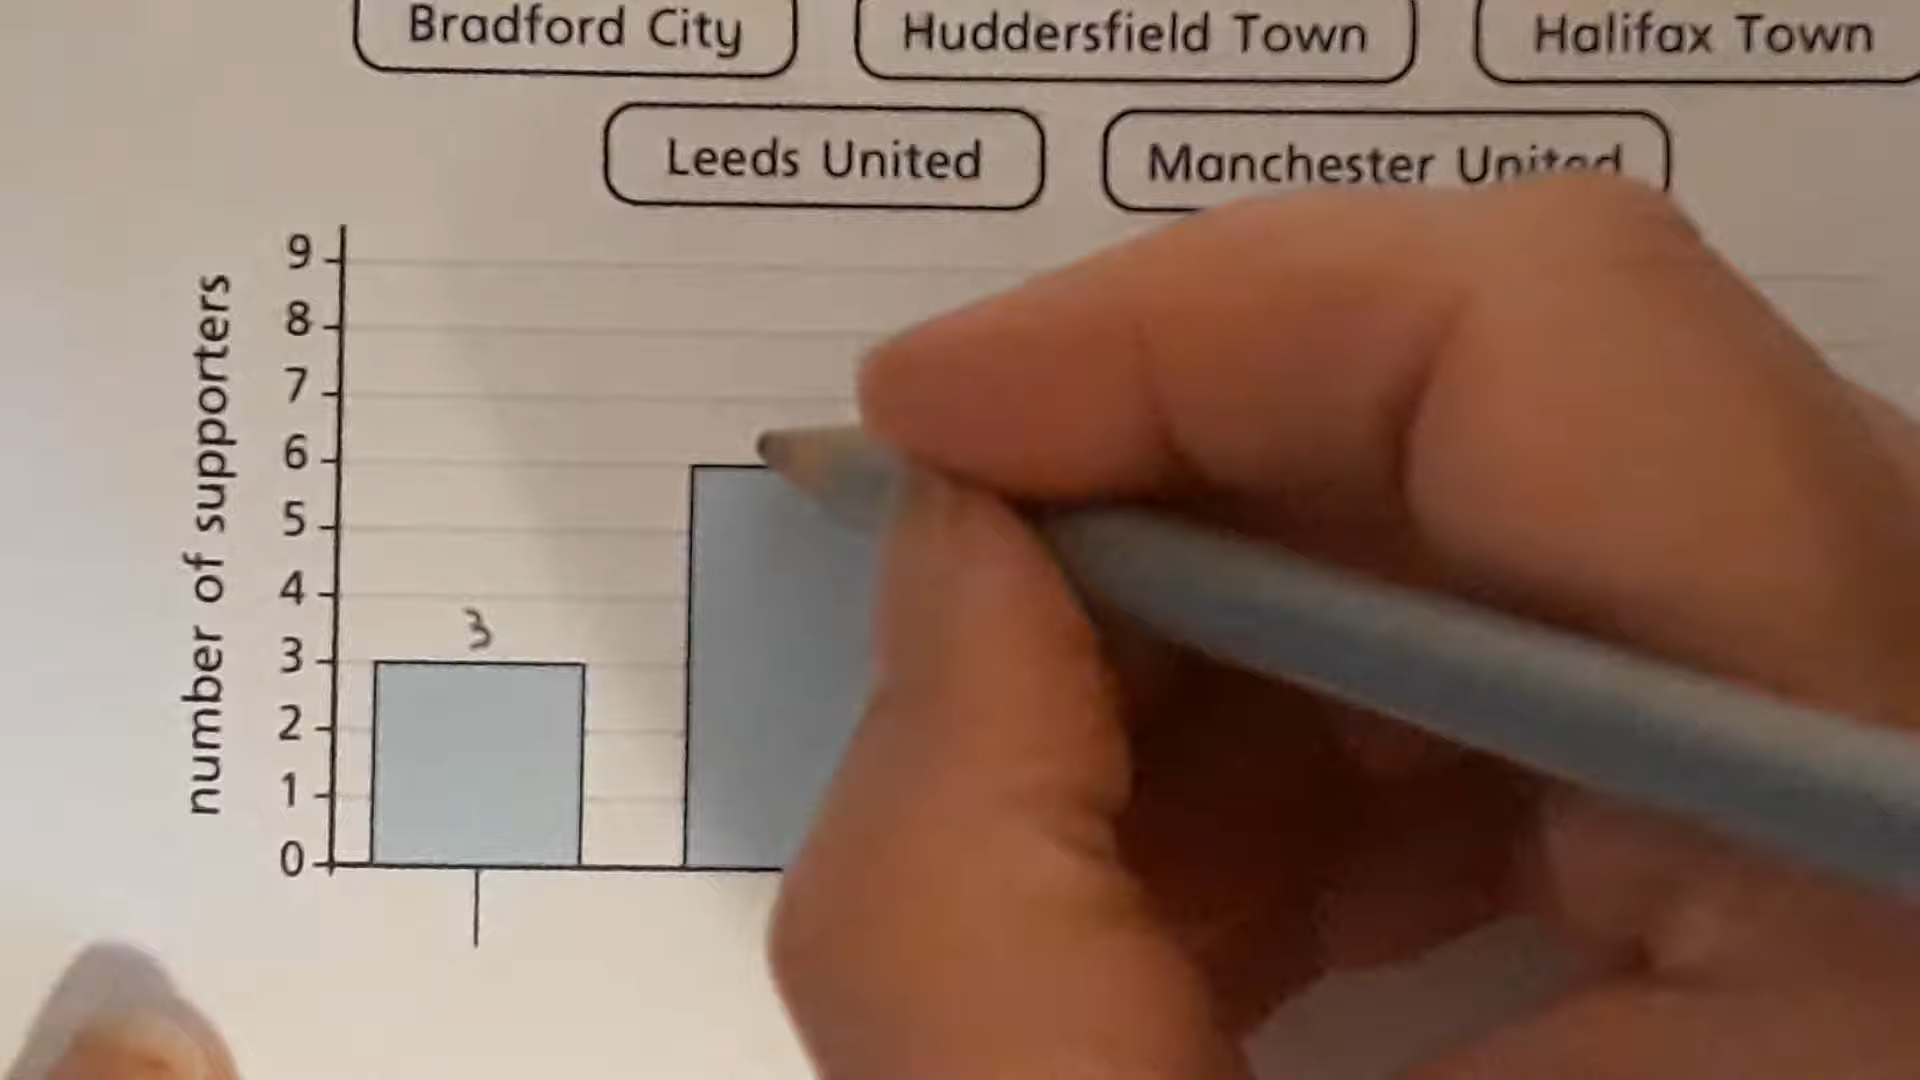 Bradford City
Huddersfield Town
Halifax Town
Leeds United
Manchester United
number of supporters
9
8
7
6
5
4
3
2
1
0
3